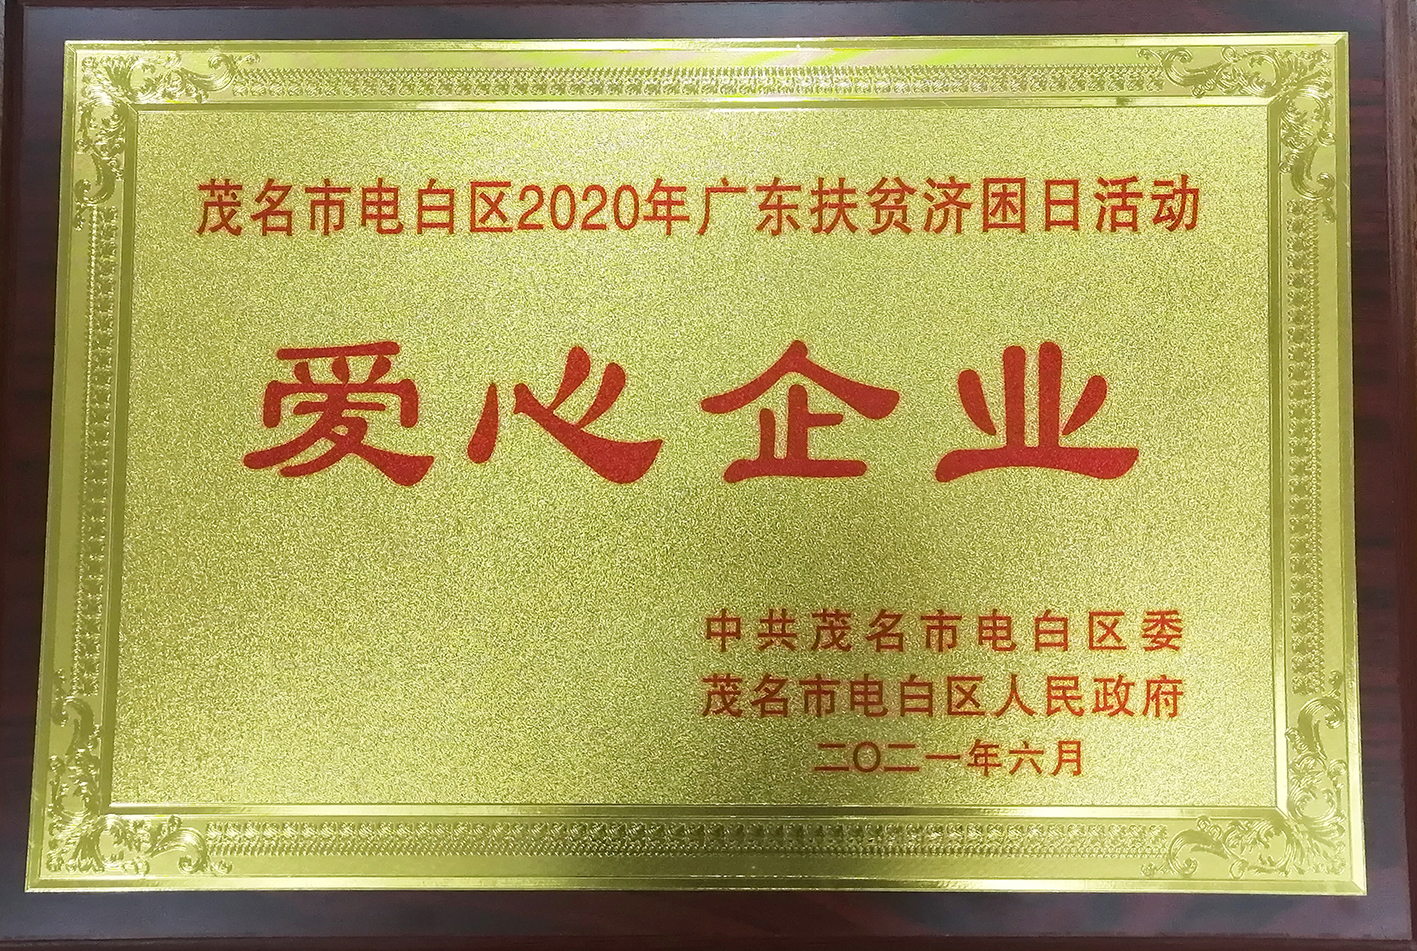 茂名市电白区2020年广东扶贫济困日活动
爱心企业
中共茂名市电白区委
茂名市电白区人民政府
二〇二一年六月